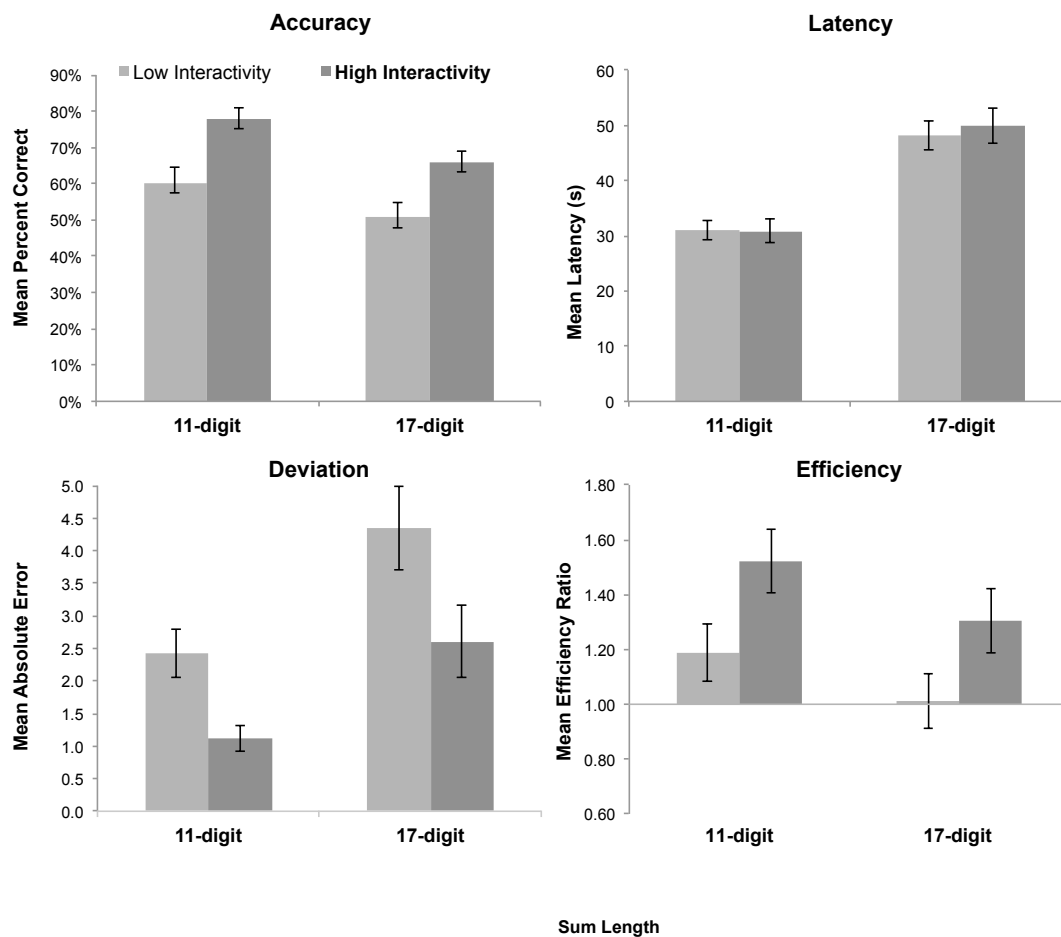 Accuracy
Low Interactivity
High Interactivity
Mean Percent Correct
90%
80%
70%
60%
50%
40%
30%
20%
10%
0%
11-digit
17-digit
Latency
Mean Latency (s)
60
50
40
30
20
10
0
11-digit
17-digit
Deviation
Mean Absolute Error
5.0
4.5
4.0
3.5
3.0
2.5
2.0
1.5
1.0
0.5
0.0
11-digit
17-digit
Efficiency
Mean Efficiency Ratio
1.80
1.60
1.40
1.20
1.00
0.80
0.60
11-digit
17-digit
Sum Length